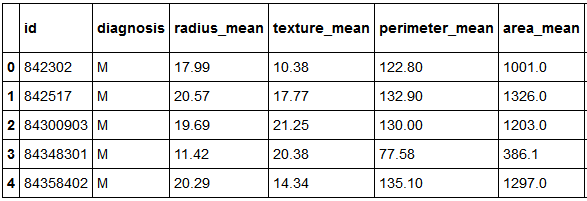 id diagnosis radius_mean texture_mean perimeter_mean area_mean
0 842302 M 17.99 10.38 122.80 1001.0
1 842517 M 20.57 17.77 132.90 1326.0
2 84300903 M 19.69 21.25 130.00 1203.0
3 84348301 M 11.42 20.38 77.58 386.1
4 84358402 M 20.29 14.34 135.10 1297.0